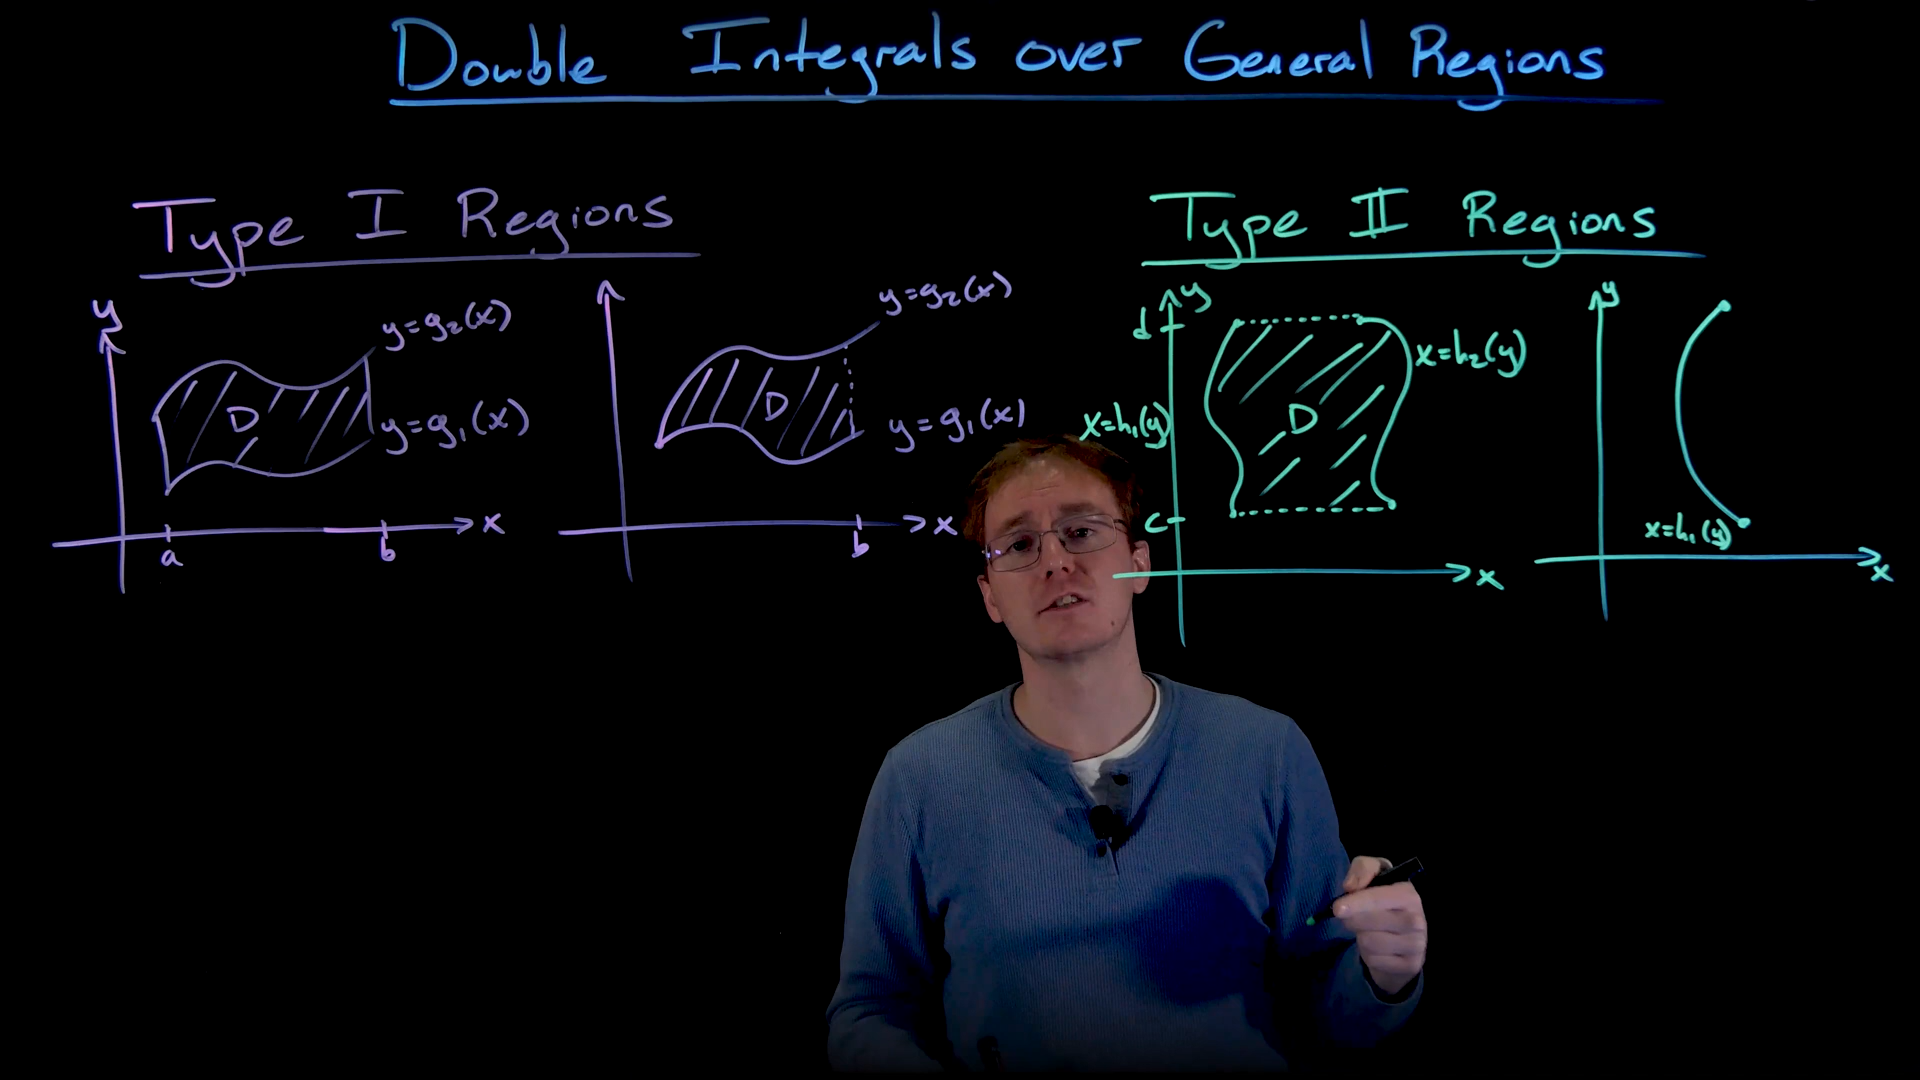 Double Integrals over General Regions
Type I Regions
y
y=g₂(x)
D
y=g₁(x)
a
b
x
y=g₂(x)
D
y=g₁(x)
b
x
Type II Regions
y
d
x=h₂(y)
x=h₁(y)
D
c
x
y
x=h₁(y)
x